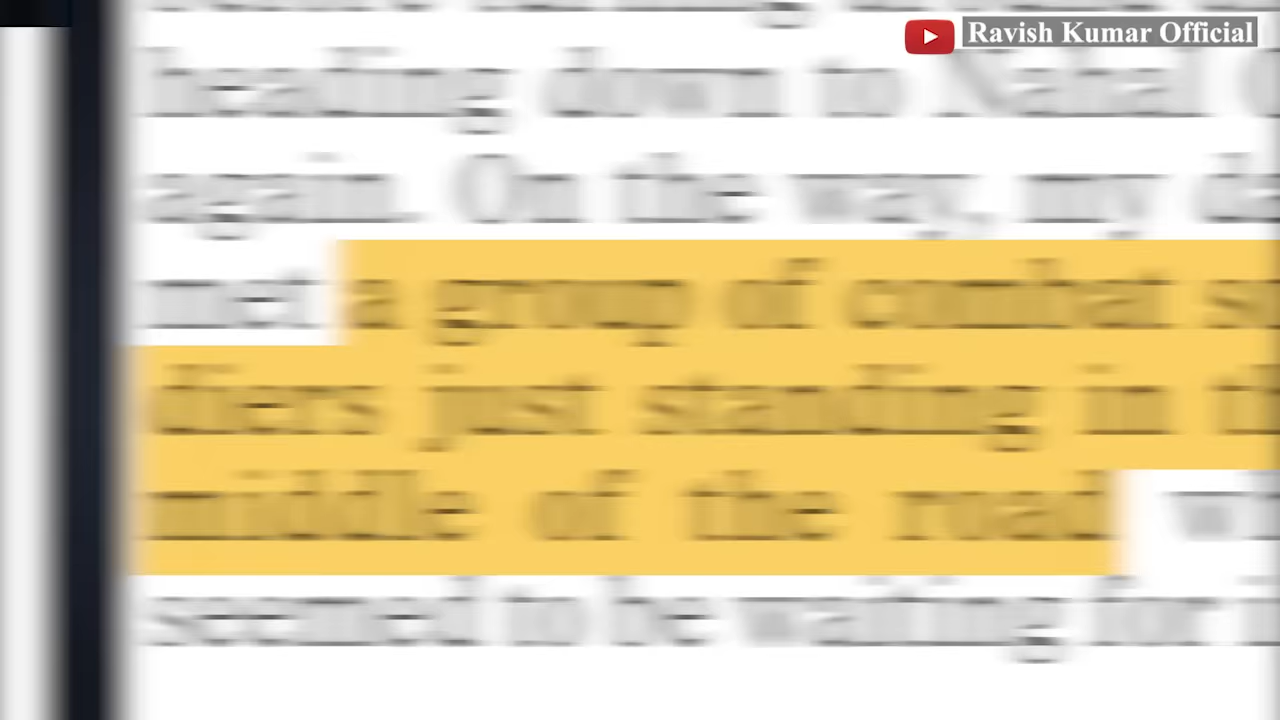 Ravish Kumar Official
heading down to Nahal
again. On the way, my
met a group of combat
diers just standing in
middle of the road
seemed to be waiting for